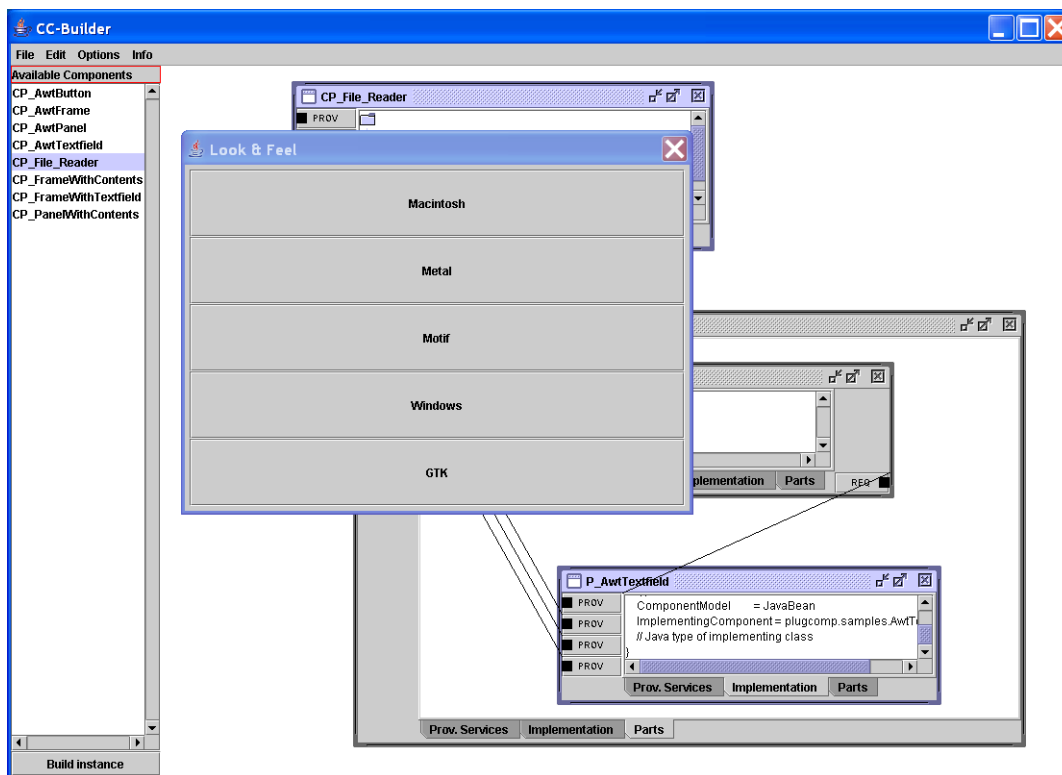 CC-Builder
File Edit Options Info
Available Components
CP_AwtButton
CP_AwtFrame
CP_AwtPanel
CP_AwtTextfield
CP_File_Reader
CP_FrameWithContents
CP_FrameWithTextfield
CP_PanelWithContents
Build instance
CP_File_Reader
PROV
Look & Feel
Macintosh
Metal
Motif
Windows
GTK
plementation Parts REQ
P_AwtTextfield
PROV
PROV
PROV
PROV
ComponentModel = JavaBean
ImplementingComponent = plugcomp.samples.AwtT
// Java type of implementing class
}
Prov. Services Implementation Parts
Prov. Services Implementation Parts